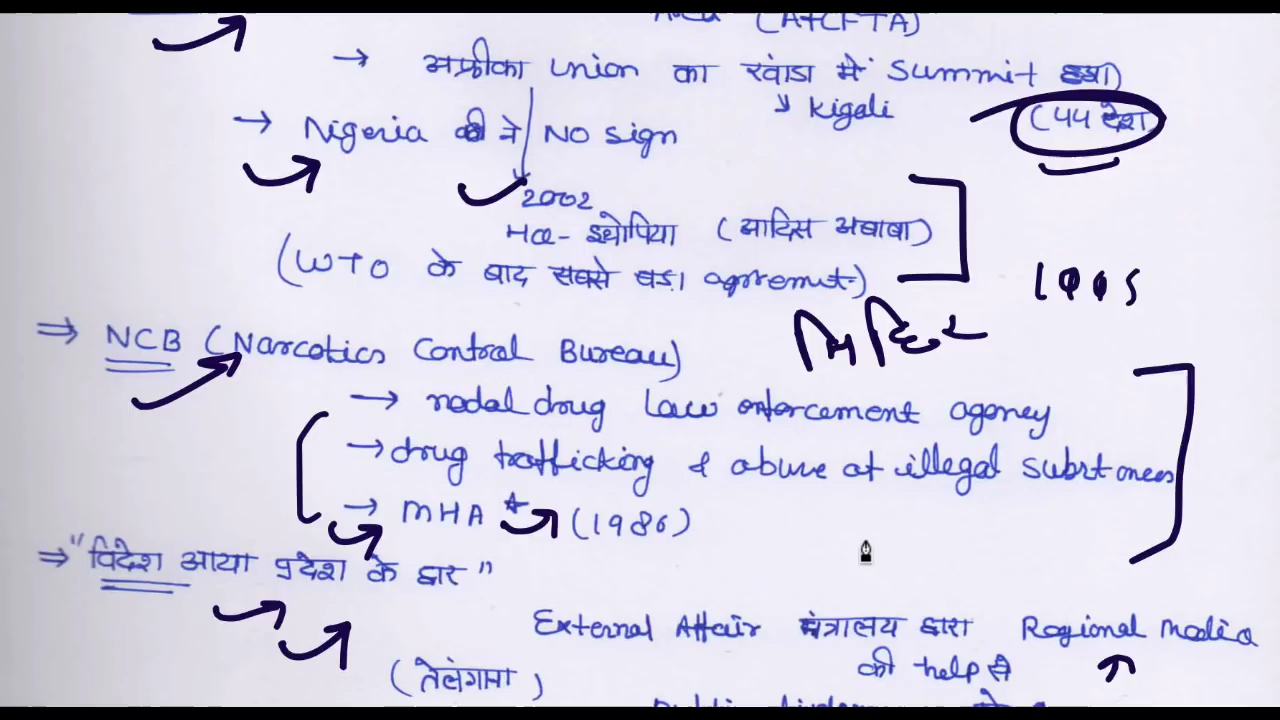 (AfCFTA)
→ अफ्रीका union का रवांडा में summit हुआ
↓ Kigali
(44 देश
→ Nigeria ने NO sign
2002
HQ- इथोपिया (आदिस अबाबा)
(WTO के बाद सबसे बड़ा agreement)
1995
⇒ NCB (Narcotics Control Bureau)
→ nodal drug law enforcement agency
→ drug trafficking & abuse of illegal substances
→ MHA (1986)
⇒ "विदेश आया प्रदेश के द्वार"
External Affair मंत्रालय द्वारा Regional Media
की help से
(तेलंगाना)